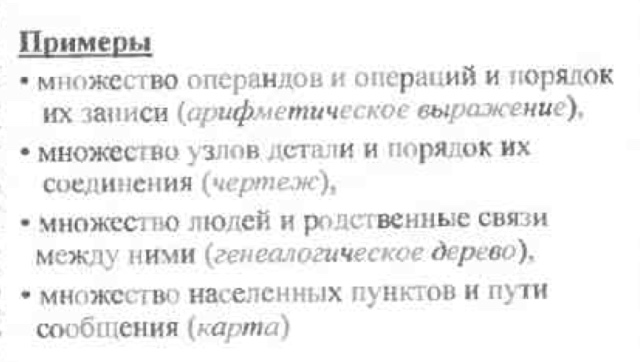 Примеры
• множество операндов и операций и порядок
их записи (арифметическое выражение),
• множество узлов детали и порядок их
соединения (чертеж),
• множество людей и родственные связи
между ними (генеалогическое дерево),
• множество населенных пунктов и пути
сообщения (карта)